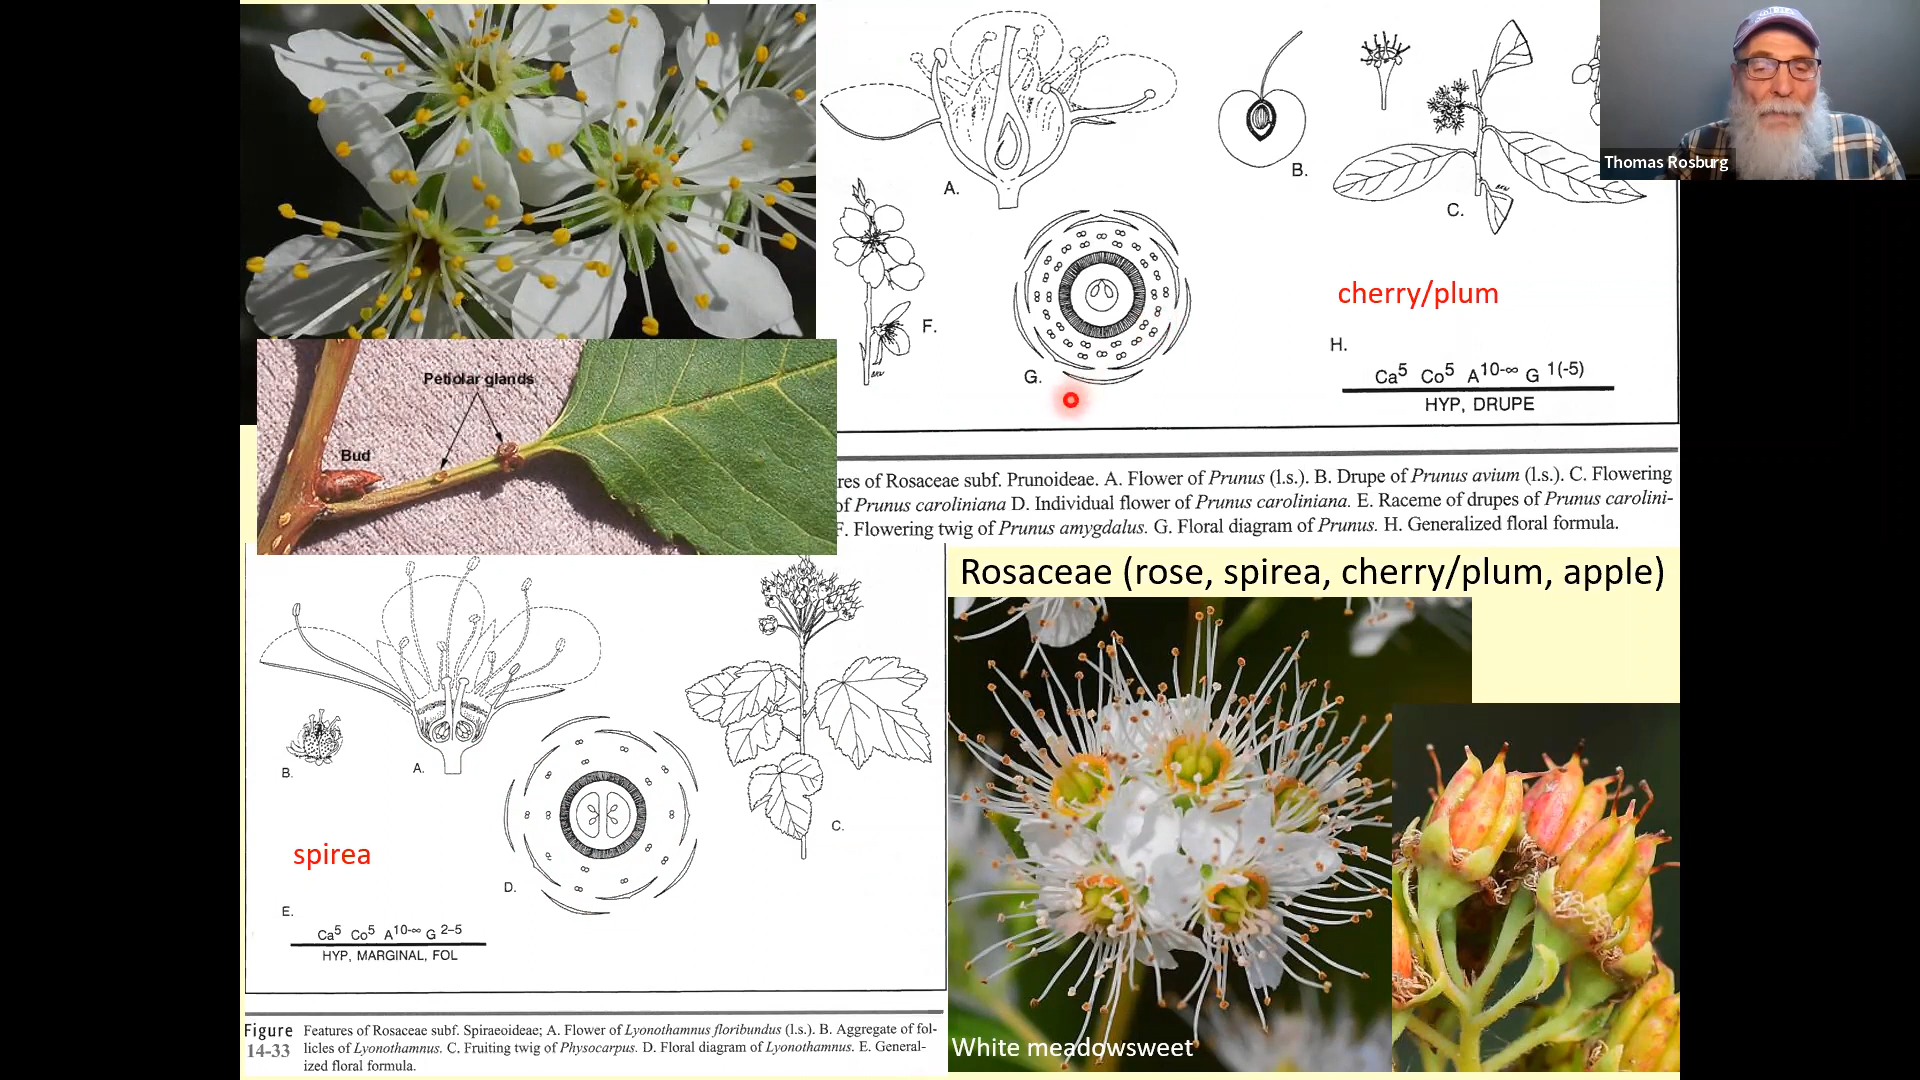 Thomas Rosburg
A.
B.
C.
F.
G.
cherry/plum
H.
Ca5 Co5 A10-∞ G 1(-5)
HYP, DRUPE
Petiolar glands
Bud
res of Rosaceae subf. Prunoideae. A. Flower of Prunus (l.s.). B. Drupe of Prunus avium (l.s.). C. Flowering
of Prunus caroliniana D. Individual flower of Prunus caroliniana. E. Raceme of drupes of Prunus carolini-
F. Flowering twig of Prunus amygdalus. G. Floral diagram of Prunus. H. Generalized floral formula.
Rosaceae (rose, spirea, cherry/plum, apple)
B.
A.
C.
spirea
D.
E.
Ca5 Co5 A10-∞ G 2-5
HYP, MARGINAL, FOL
Figure 14-33
Features of Rosaceae subf. Spiraeoideae; A. Flower of Lyonothamnus floribundus (l.s.). B. Aggregate of fol-
licles of Lyonothamnus. C. Fruiting twig of Physocarpus. D. Floral diagram of Lyonothamnus. E. General-
ized floral formula.
White meadowsweet